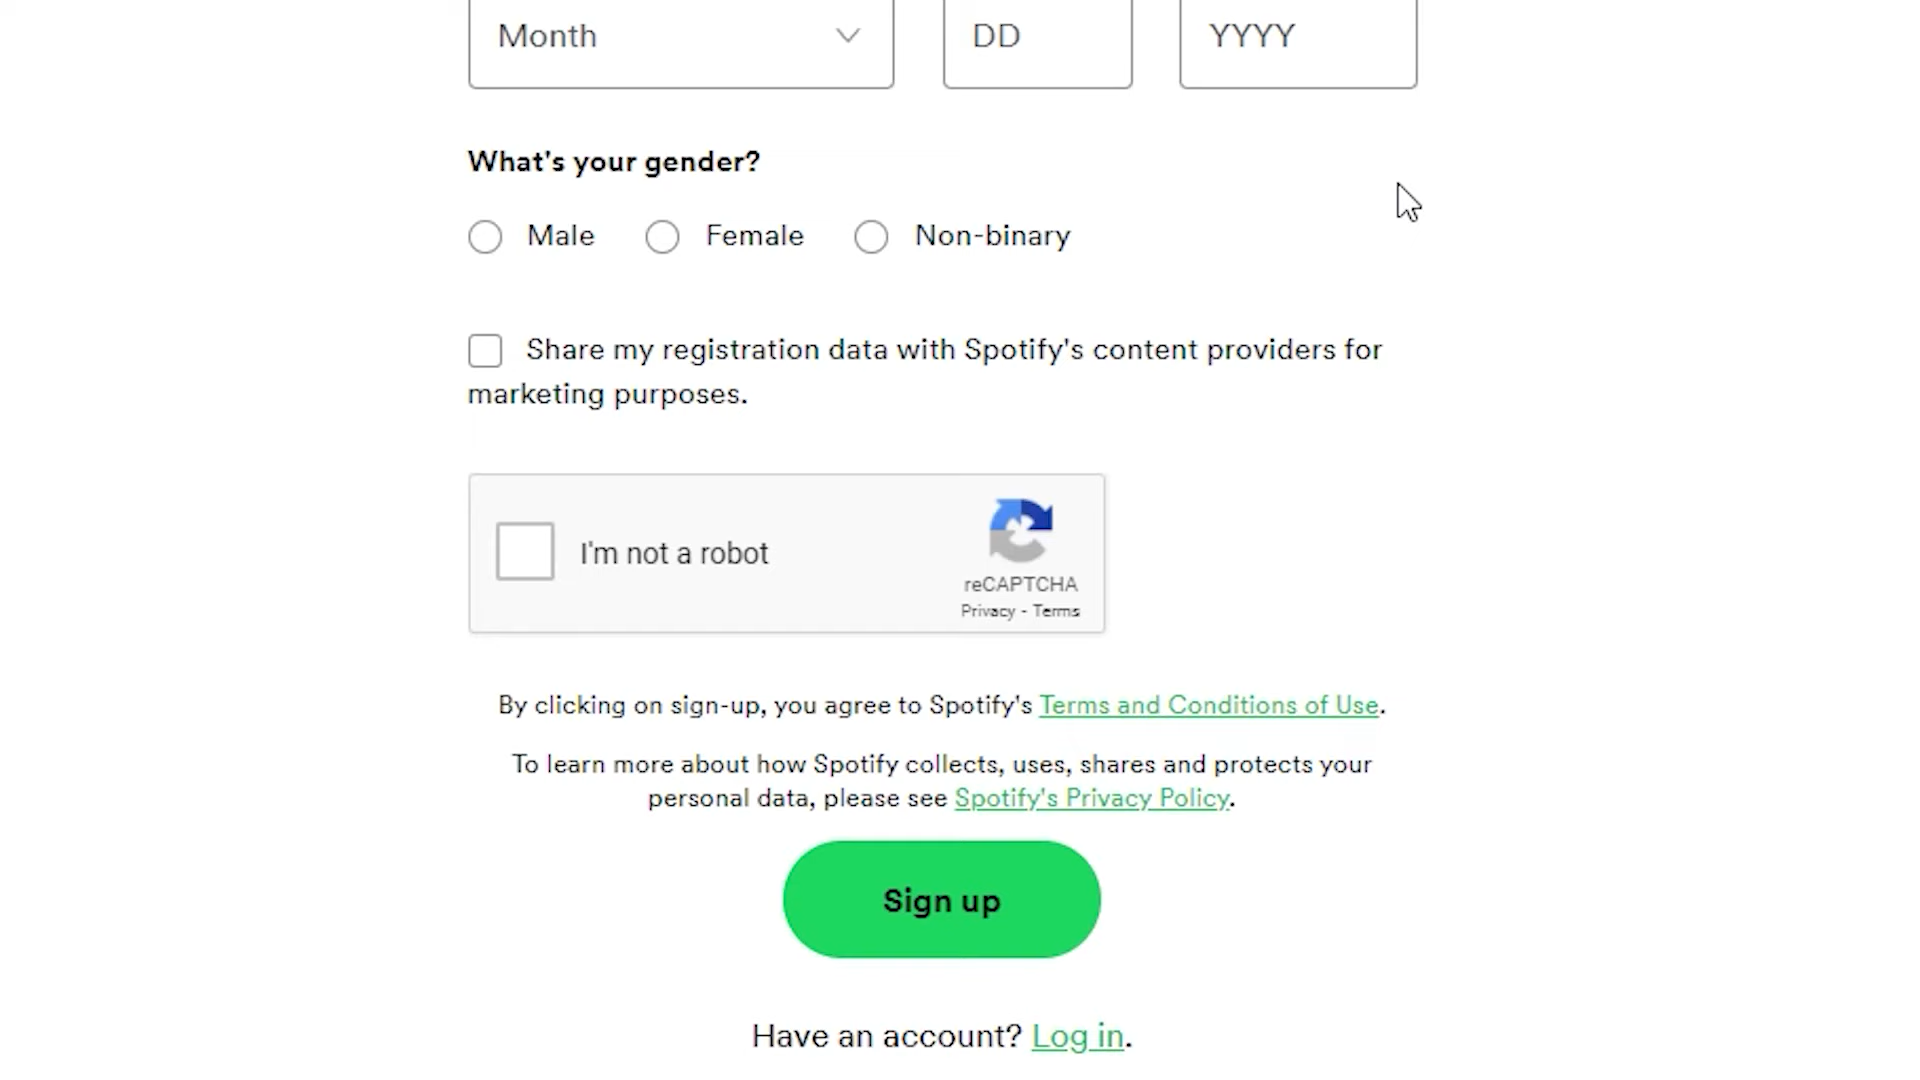 Month DD YYYY
What's your gender?
Male Female Non-binary
Share my registration data with Spotify's content providers for
marketing purposes.
I'm not a robot
reCAPTCHA
Privacy - Terms
By clicking on sign-up, you agree to Spotify's Terms and Conditions of Use.
To learn more about how Spotify collects, uses, shares and protects your
personal data, please see Spotify's Privacy Policy.
Sign up
Have an account? Log in.